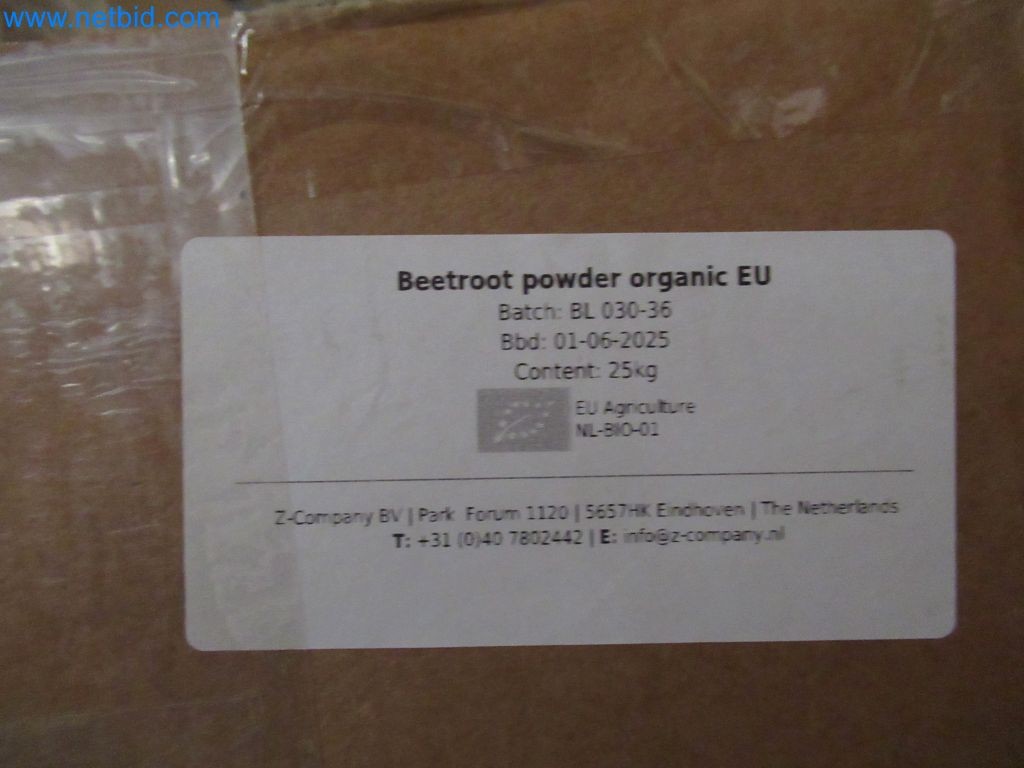 www.netbid.com
Beetroot powder organic EU
Batch: BL 030-36
Bbd: 01-06-2025
Content: 25kg
EU Agriculture
NL-BIO-01
Z-Company BV | Park Forum 1120 | 5657HK Eindhoven | The Netherlands
T: +31 (0)40 7802442 | E: info@z-company.nl